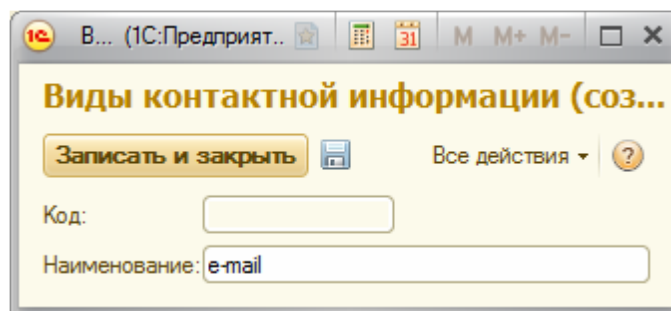 1С В... (1С:Предприят.. 31 M M+ M-
Виды контактной информации (соз...
Записать и закрыть Все действия ?
Код:
Наименование: e-mail